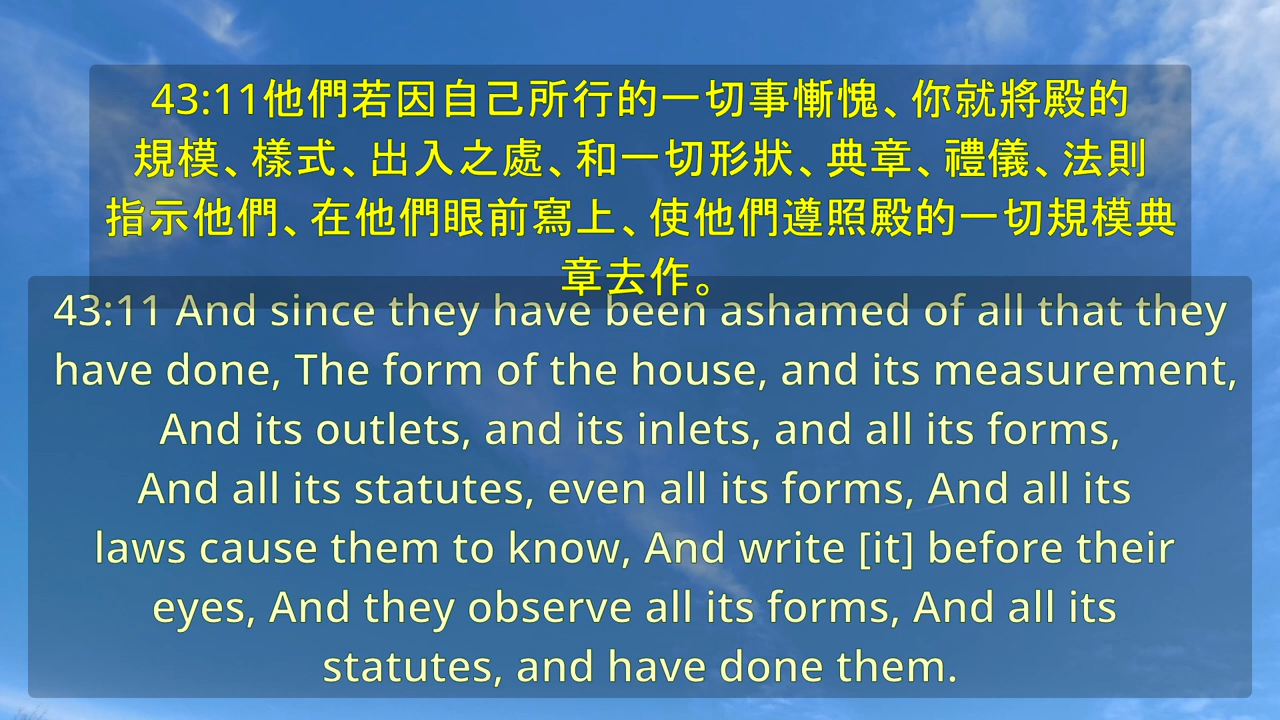 43:11他們若因自己所行的一切事慚愧、你就將殿的
規模、樣式、出入之處、和一切形狀、典章、禮儀、法則
指示他們、在他們眼前寫上、使他們遵照殿的一切規模典
章去作。
43:11 And since they have been ashamed of all that they
have done, The form of the house, and its measurement,
And its outlets, and its inlets, and all its forms,
And all its statutes, even all its forms, And all its
laws cause them to know, And write [it] before their
eyes, And they observe all its forms, And all its
statutes, and have done them.